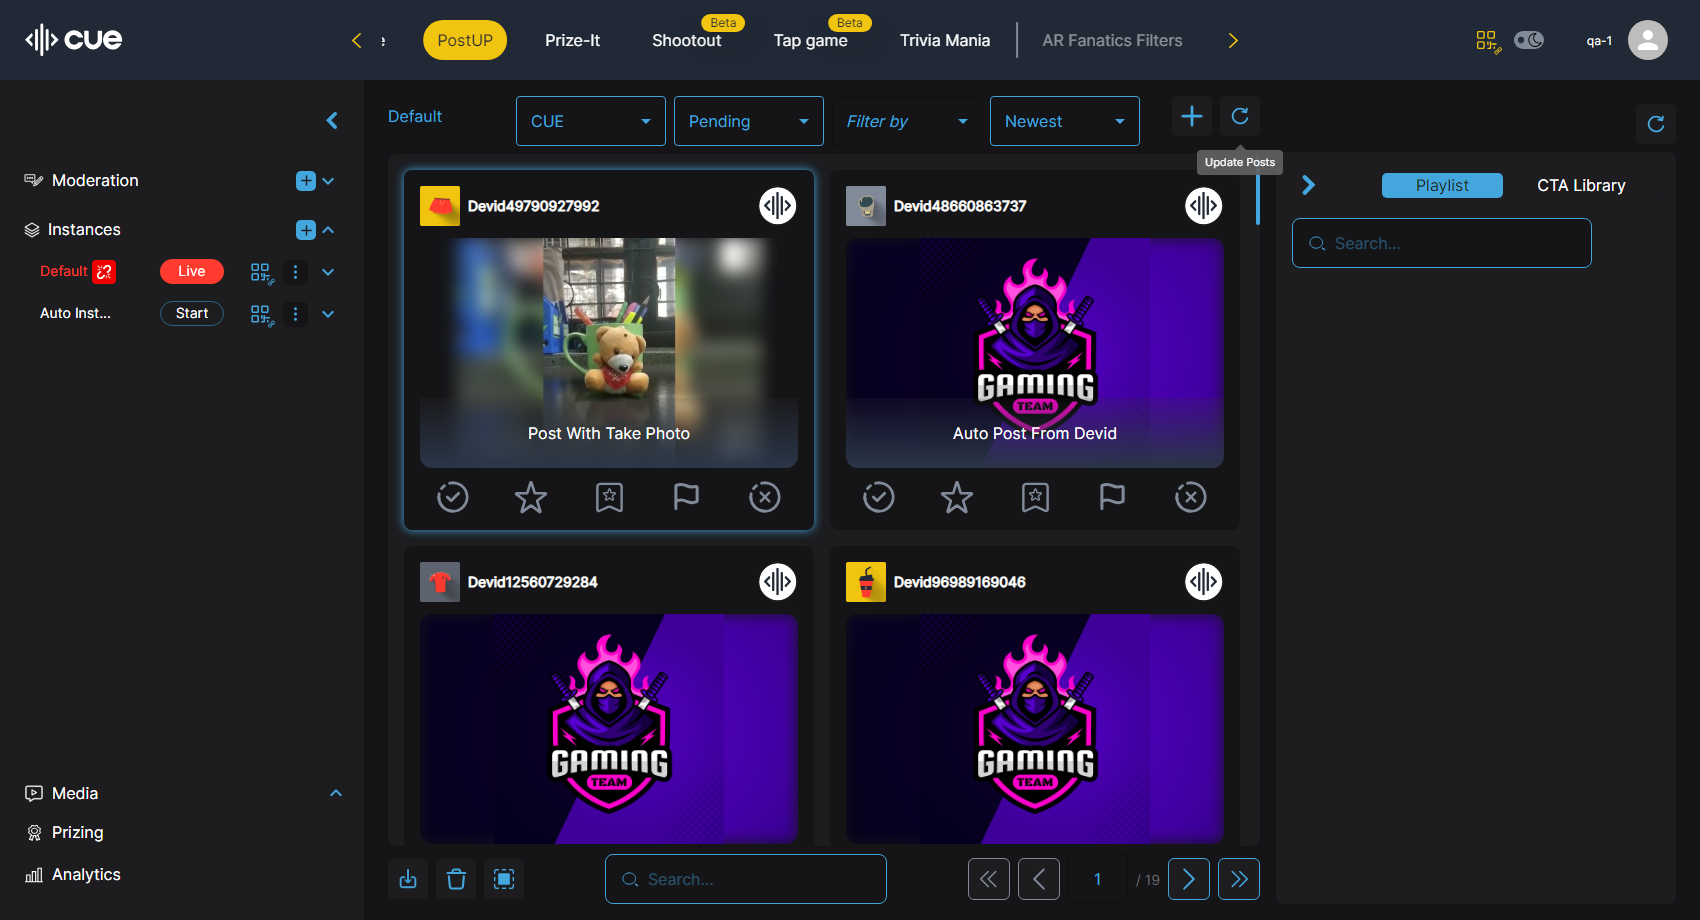 cue
e
PostUP
Prize-It
Shootout
Beta
Tap game
Beta
Trivia Mania
AR Fanatics Filters
qa-1
Default
CUE
Pending
Filter by
Newest
Update Posts
Moderation
Instances
Default
Live
Auto Inst...
Start
Media
Prizing
Analytics
Devid49790927992
Post With Take Photo
Devid48660863737
GAMING
TEAM
Auto Post From Devid
Devid12560729284
GAMING
TEAM
Devid96989169046
GAMING
TEAM
Search...
1
/ 19
Playlist
CTA Library
Search...